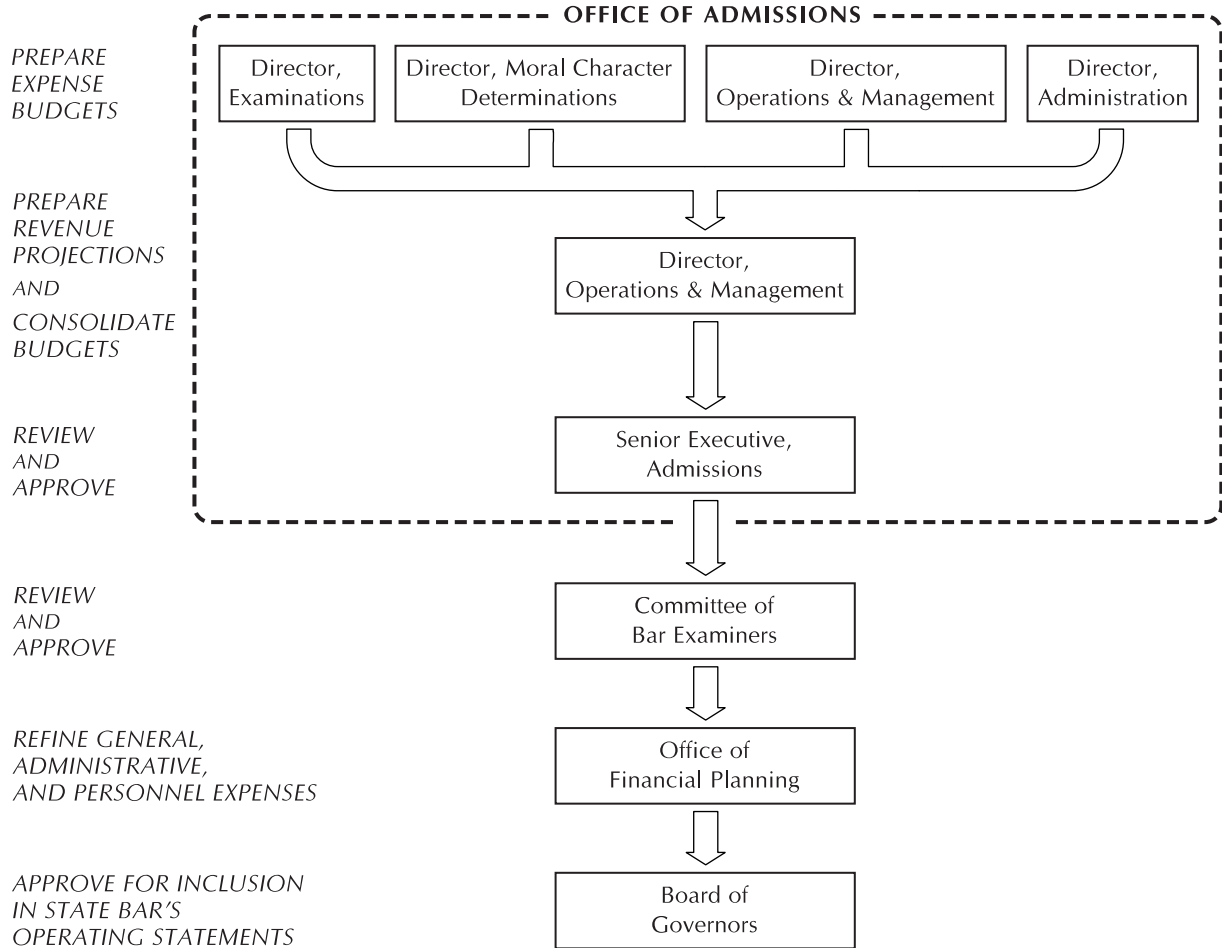 OFFICE OF ADMISSIONS
PREPARE
EXPENSE
BUDGETS
Director,
Examinations
Director, Moral Character
Determinations
Director,
Operations & Management
Director,
Administration
PREPARE
REVENUE
PROJECTIONS
AND
CONSOLIDATE
BUDGETS
Director,
Operations & Management
REVIEW
AND
APPROVE
Senior Executive,
Admissions
REVIEW
AND
APPROVE
Committee of
Bar Examiners
REFINE GENERAL,
ADMINISTRATIVE,
AND PERSONNEL EXPENSES
Office of
Financial Planning
APPROVE FOR INCLUSION
IN STATE BAR'S
OPERATING STATEMENTS
Board of
Governors